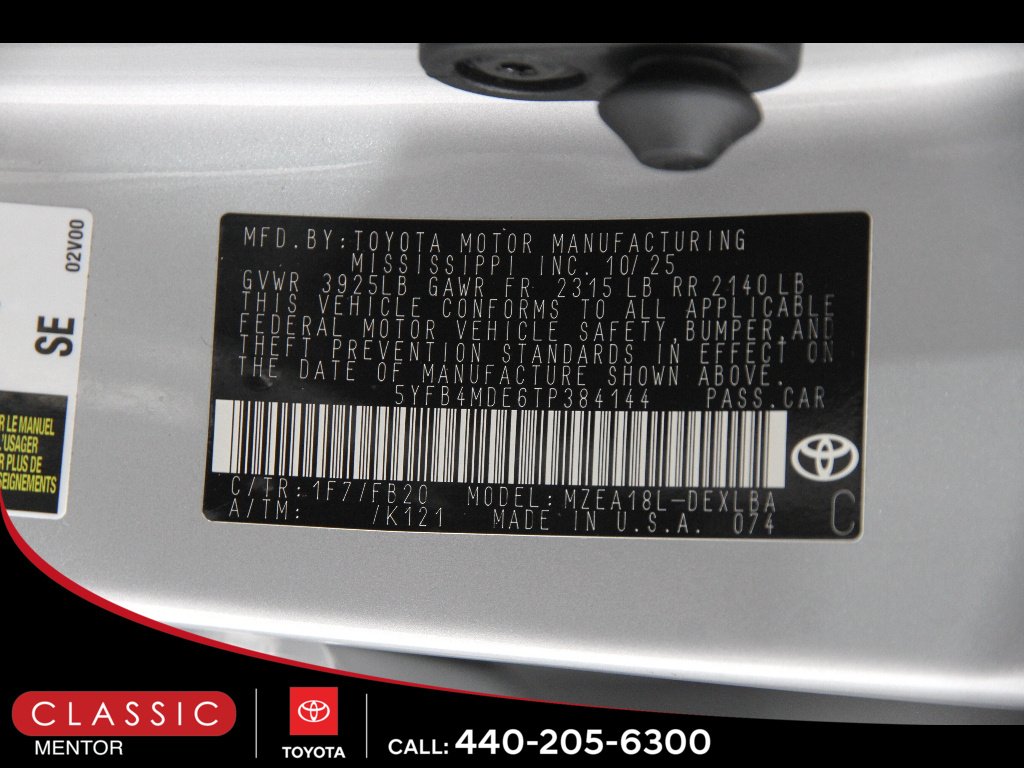 02V00
SE
R LE MANUEL
L'USAGER
R PLUS DE
SEIGNEMENTS
MFD.BY:TOYOTA MOTOR MANUFACTURING
MISSISSIPPI INC. 10/25
GVWR 3925LB GAWR FR 2315 LB RR 2140 LB
THIS VEHICLE CONFORMS TO ALL APPLICABLE
FEDERAL MOTOR VEHICLE SAFETY,BUMPER,AND
THEFT PREVENTION STANDARDS IN EFFECT ON
THE DATE OF MANUFACTURE SHOWN ABOVE.
5YFB4MDE6TP384144 PASS.CAR
C/TR:1F7/FB20 MODEL:MZEA18L-DEXLBA
A/TM: /K121 MADE IN U.S.A. 074
C
CLASSIC
MENTOR
TOYOTA
CALL: 440-205-6300